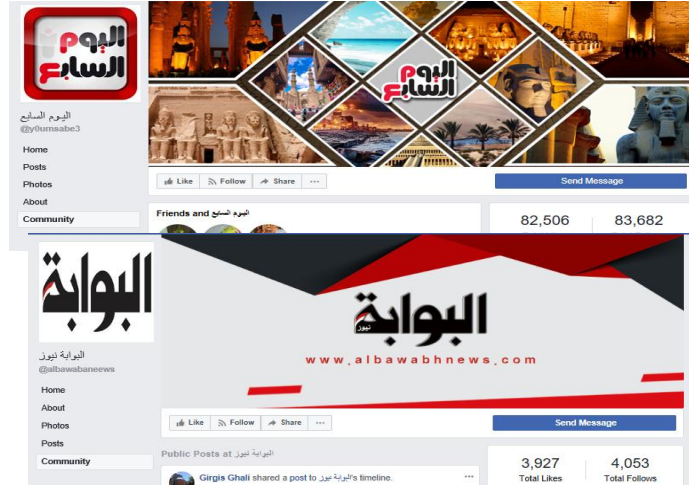 اليوم
السابع
اليوم
السابع
اليوم السابع
@y0umsabe3
Home
Posts
Photos
About
Community
Like Follow Share ... Send Message
Friends and اليوم السابع
82,506 83,682
البوابة
البوابة
نيوز
www.albawabhnews.com
البوابة نيوز
@albawabaneews
Home
About
Photos
Posts
Community
Like Follow Share ... Send Message
Public Posts at البوابة نيوز
Girgis Ghali shared a post to البوابة نيوز's timeline. ...
3,927 4,053
Total Likes Total Follows